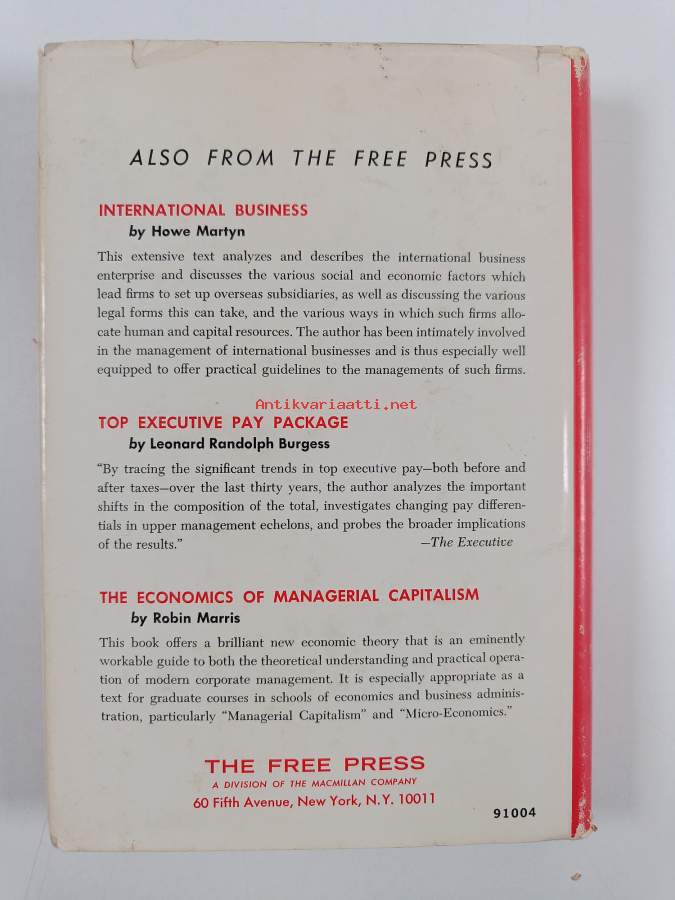 ALSO FROM THE FREE PRESS
INTERNATIONAL BUSINESS
by Howe Martyn
This extensive text analyzes and describes the international business
enterprise and discusses the various social and economic factors which
lead firms to set up overseas subsidiaries, as well as discussing the various
legal forms this can take, and the various ways in which such firms allo-
cate human and capital resources. The author has been intimately involved
in the management of international businesses and is thus especially well
equipped to offer practical guidelines to the managements of such firms.
Antikvariaatti.net
TOP EXECUTIVE PAY PACKAGE
by Leonard Randolph Burgess
“By tracing the significant trends in top executive pay—both before and
after taxes—over the last thirty years, the author analyzes the important
shifts in the composition of the total, investigates changing pay differen-
tials in upper management echelons, and probes the broader implications
of the results.” —The Executive
THE ECONOMICS OF MANAGERIAL CAPITALISM
by Robin Marris
This book offers a brilliant new economic theory that is an eminently
workable guide to both the theoretical understanding and practical opera-
tion of modern corporate management. It is especially appropriate as a
text for graduate courses in schools of economics and business adminis-
tration, particularly “Managerial Capitalism” and “Micro-Economics.”
THE FREE PRESS
A DIVISION OF THE MACMILLAN COMPANY
60 Fifth Avenue, New York, N.Y. 10011
91004